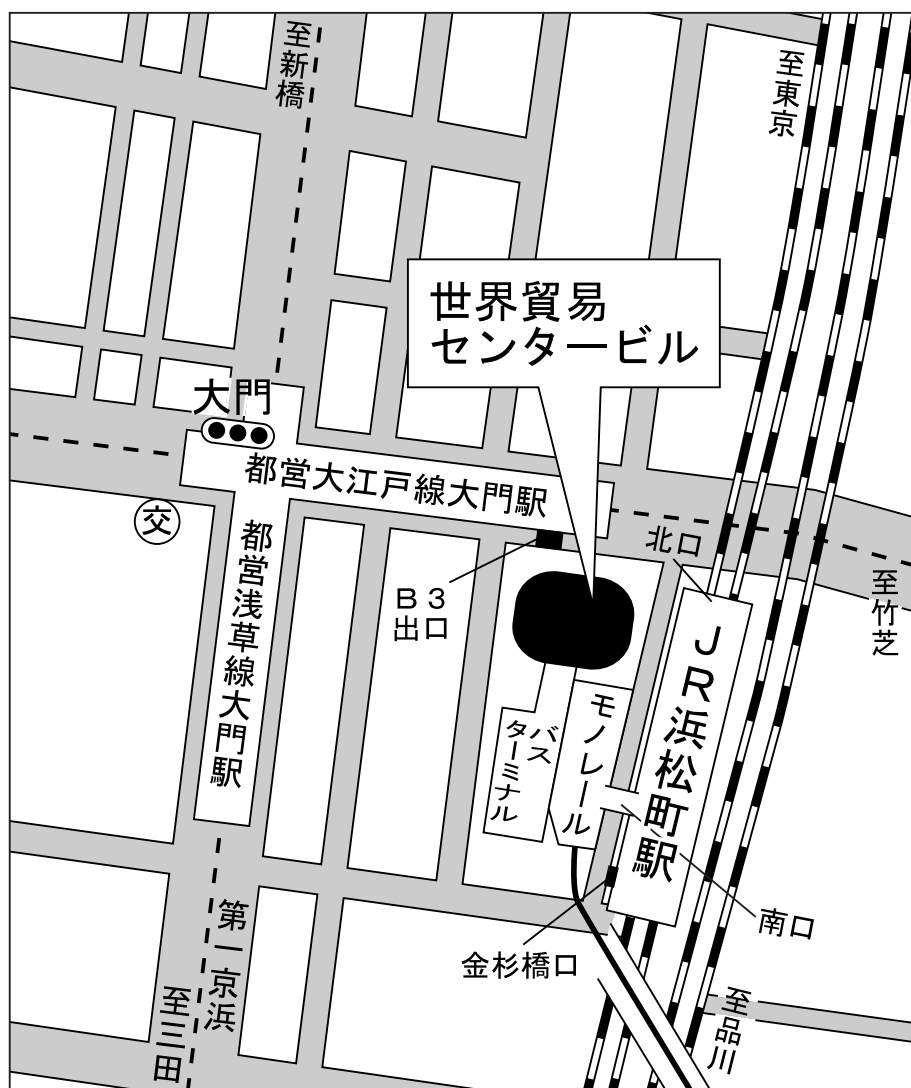 至新橋
至東京
世界貿易
センタービル
大門
都営大江戸線大門駅
交
都営浅草線大門駅
北口
B3
出口
至竹芝
JR浜松町駅
モノレール
バス
ターミナル
南口
金杉橋口
第一京浜
至三田
至品川